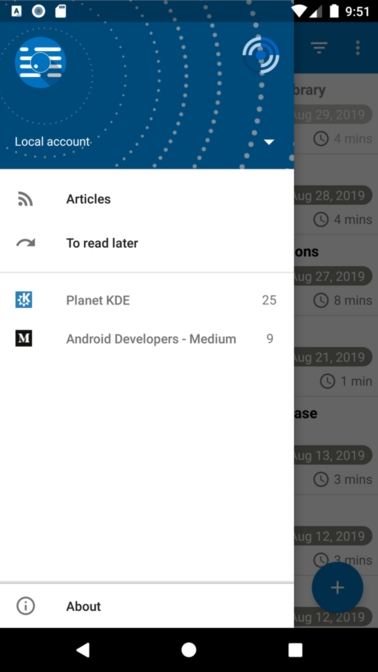 9:51
Local account
Articles
To read later
Planet KDE 25
Android Developers - Medium 9
About
brary
Aug 29, 2019
4 mins
Aug 28, 2019
4 mins
ons
Aug 27, 2019
8 mins
Aug 21, 2019
1 min
ase
Aug 13, 2019
3 mins
Aug 12, 2019
3 mins
Aug 12, 2019